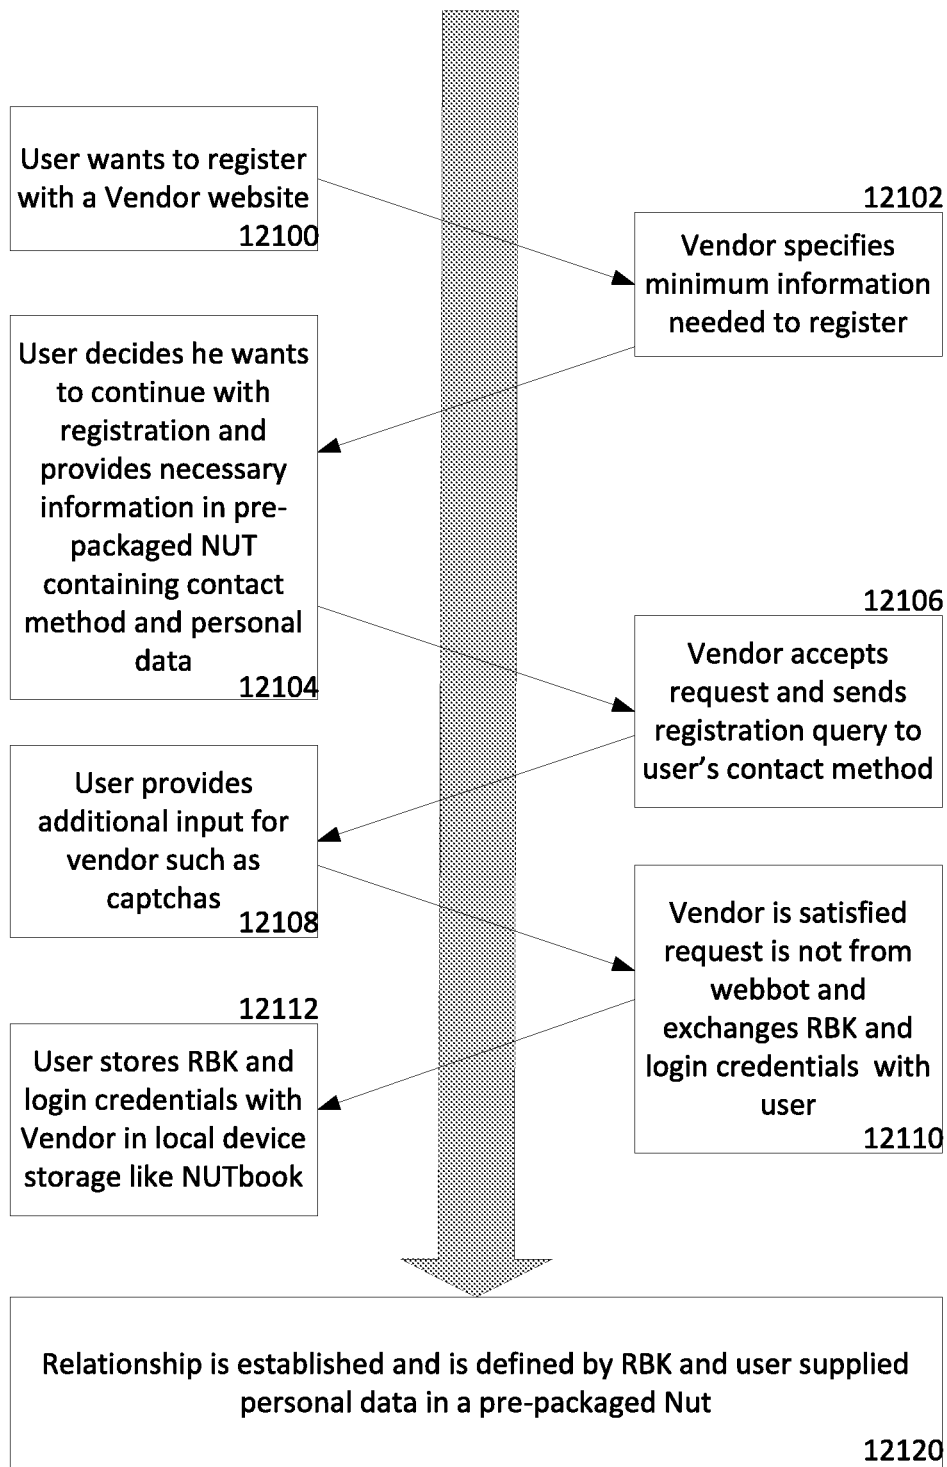 User wants to register
with a Vendor website
12100
12102
Vendor specifies
minimum information
needed to register
User decides he wants
to continue with
registration and
provides necessary
information in pre-
packaged NUT
containing contact
method and personal
data
12104
12106
Vendor accepts
request and sends
registration query to
user's contact method
User provides
additional input for
vendor such as
captchas
12108
Vendor is satisfied
request is not from
webbot and
exchanges RBK and
login credentials with
user
12110
12112
User stores RBK and
login credentials with
Vendor in local device
storage like NUTbook
Relationship is established and is defined by RBK and user supplied
personal data in a pre-packaged Nut
12120